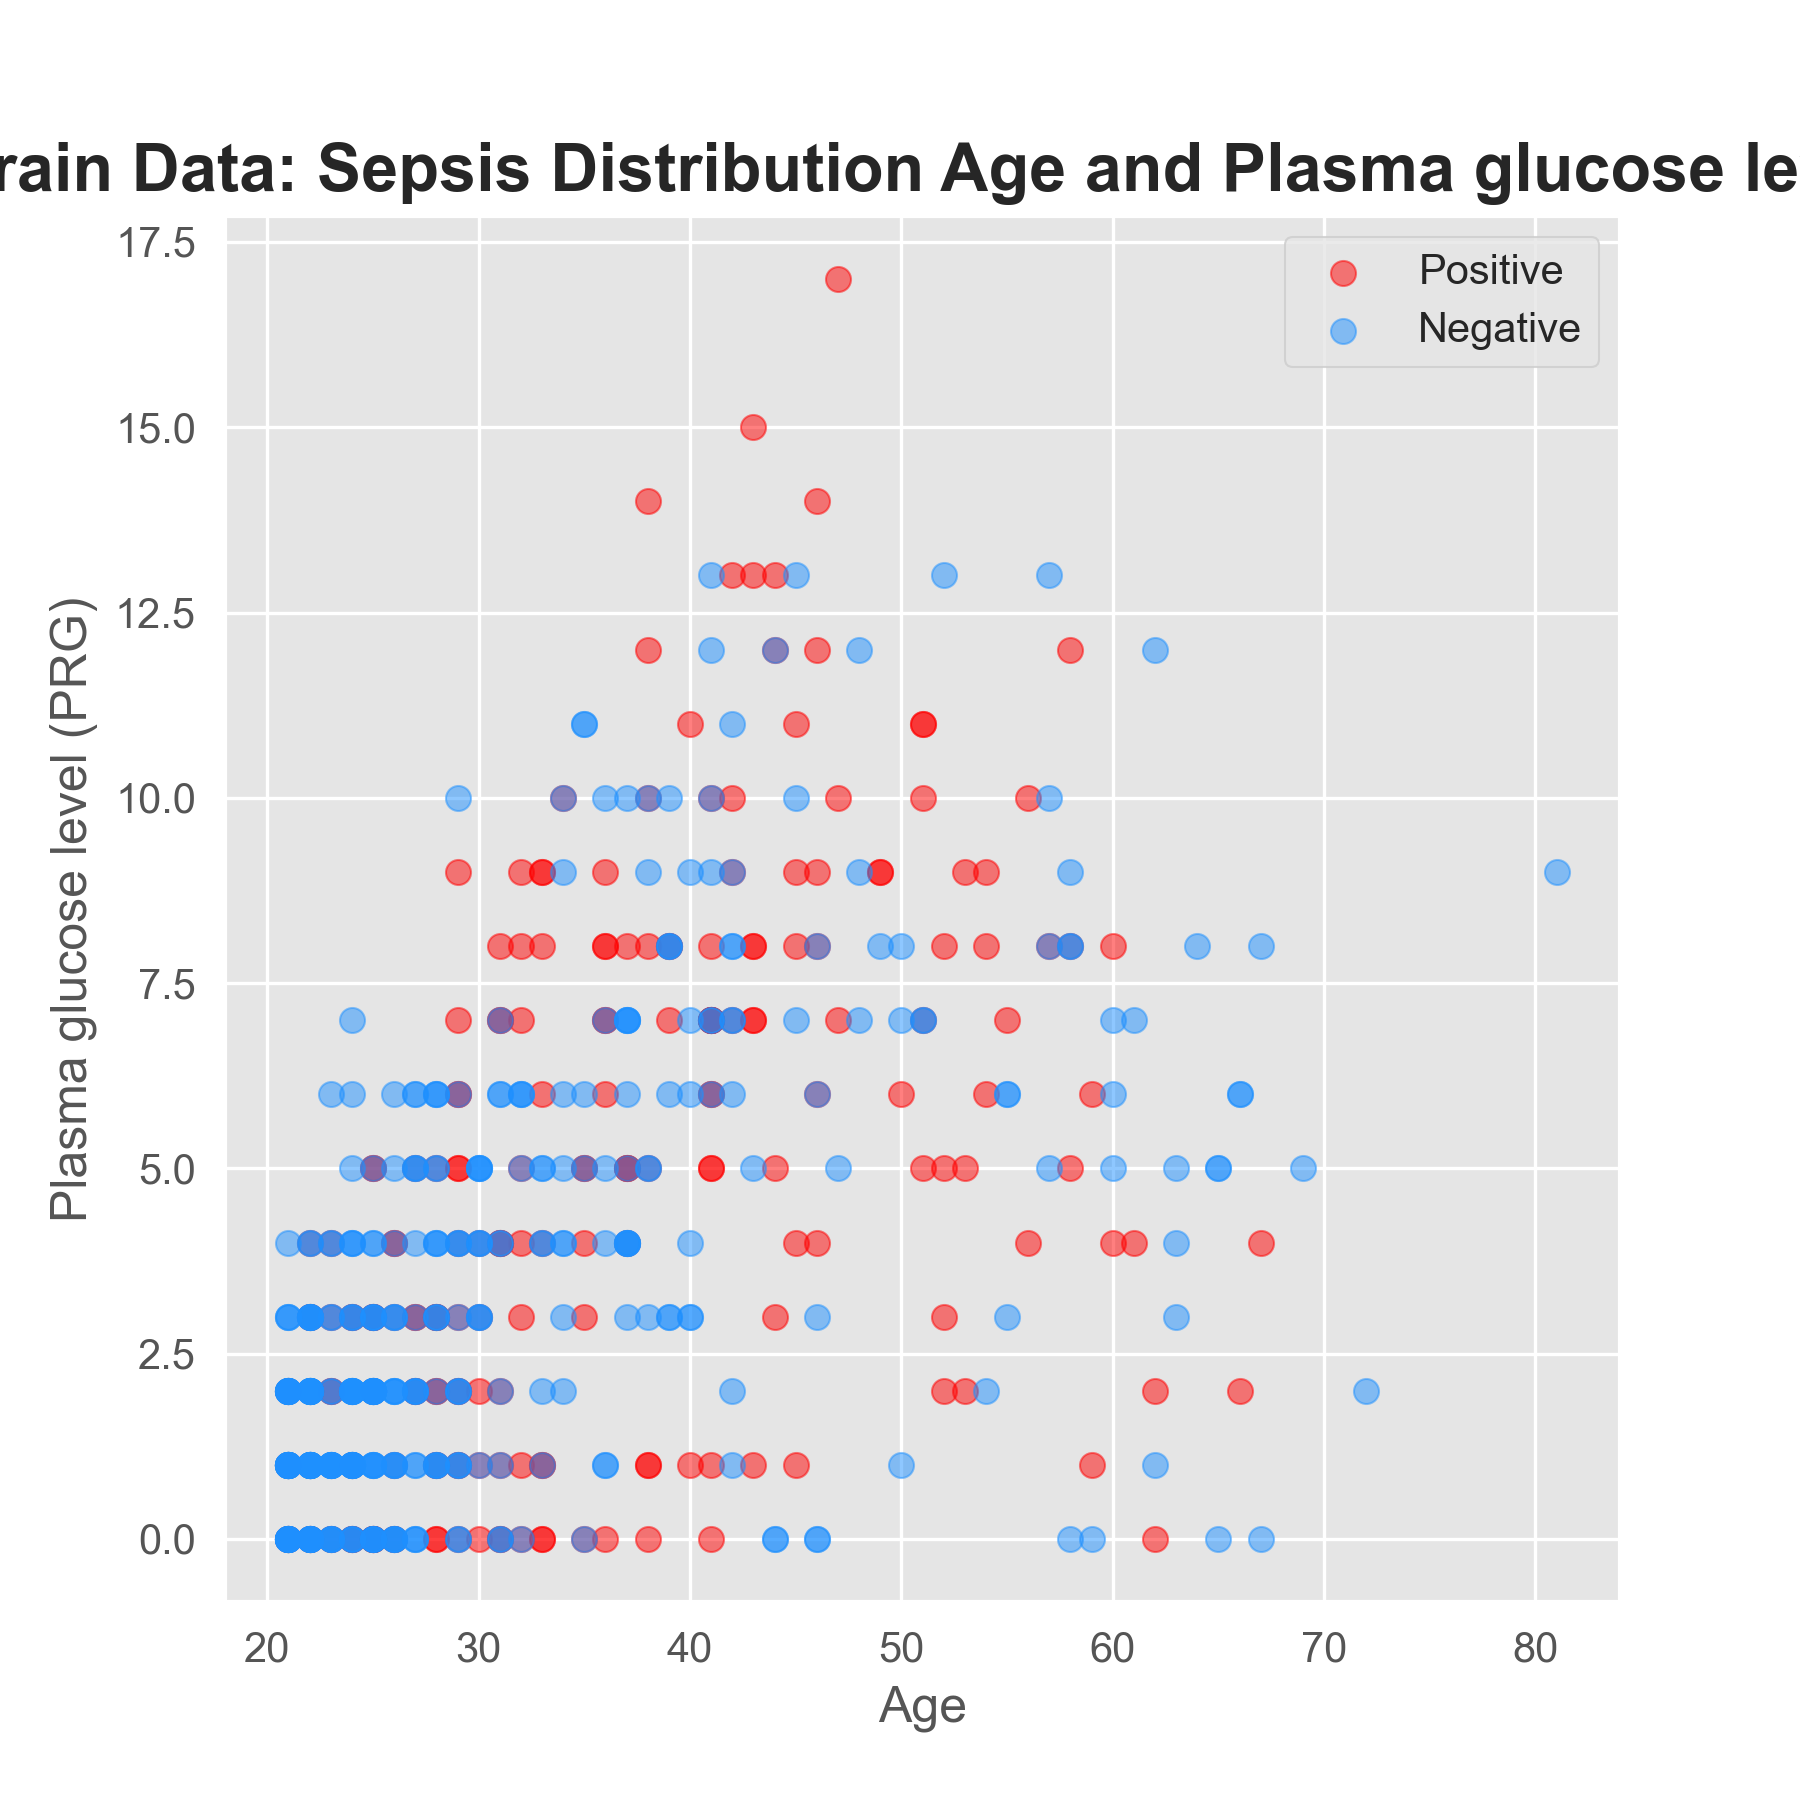 rain Data: Sepsis Distribution Age and Plasma glucose le
Positive
Negative
17.5
15.0
12.5
10.0
7.5
5.0
2.5
0.0
Plasma glucose level (PRG)
20 30 40 50 60 70 80
Age